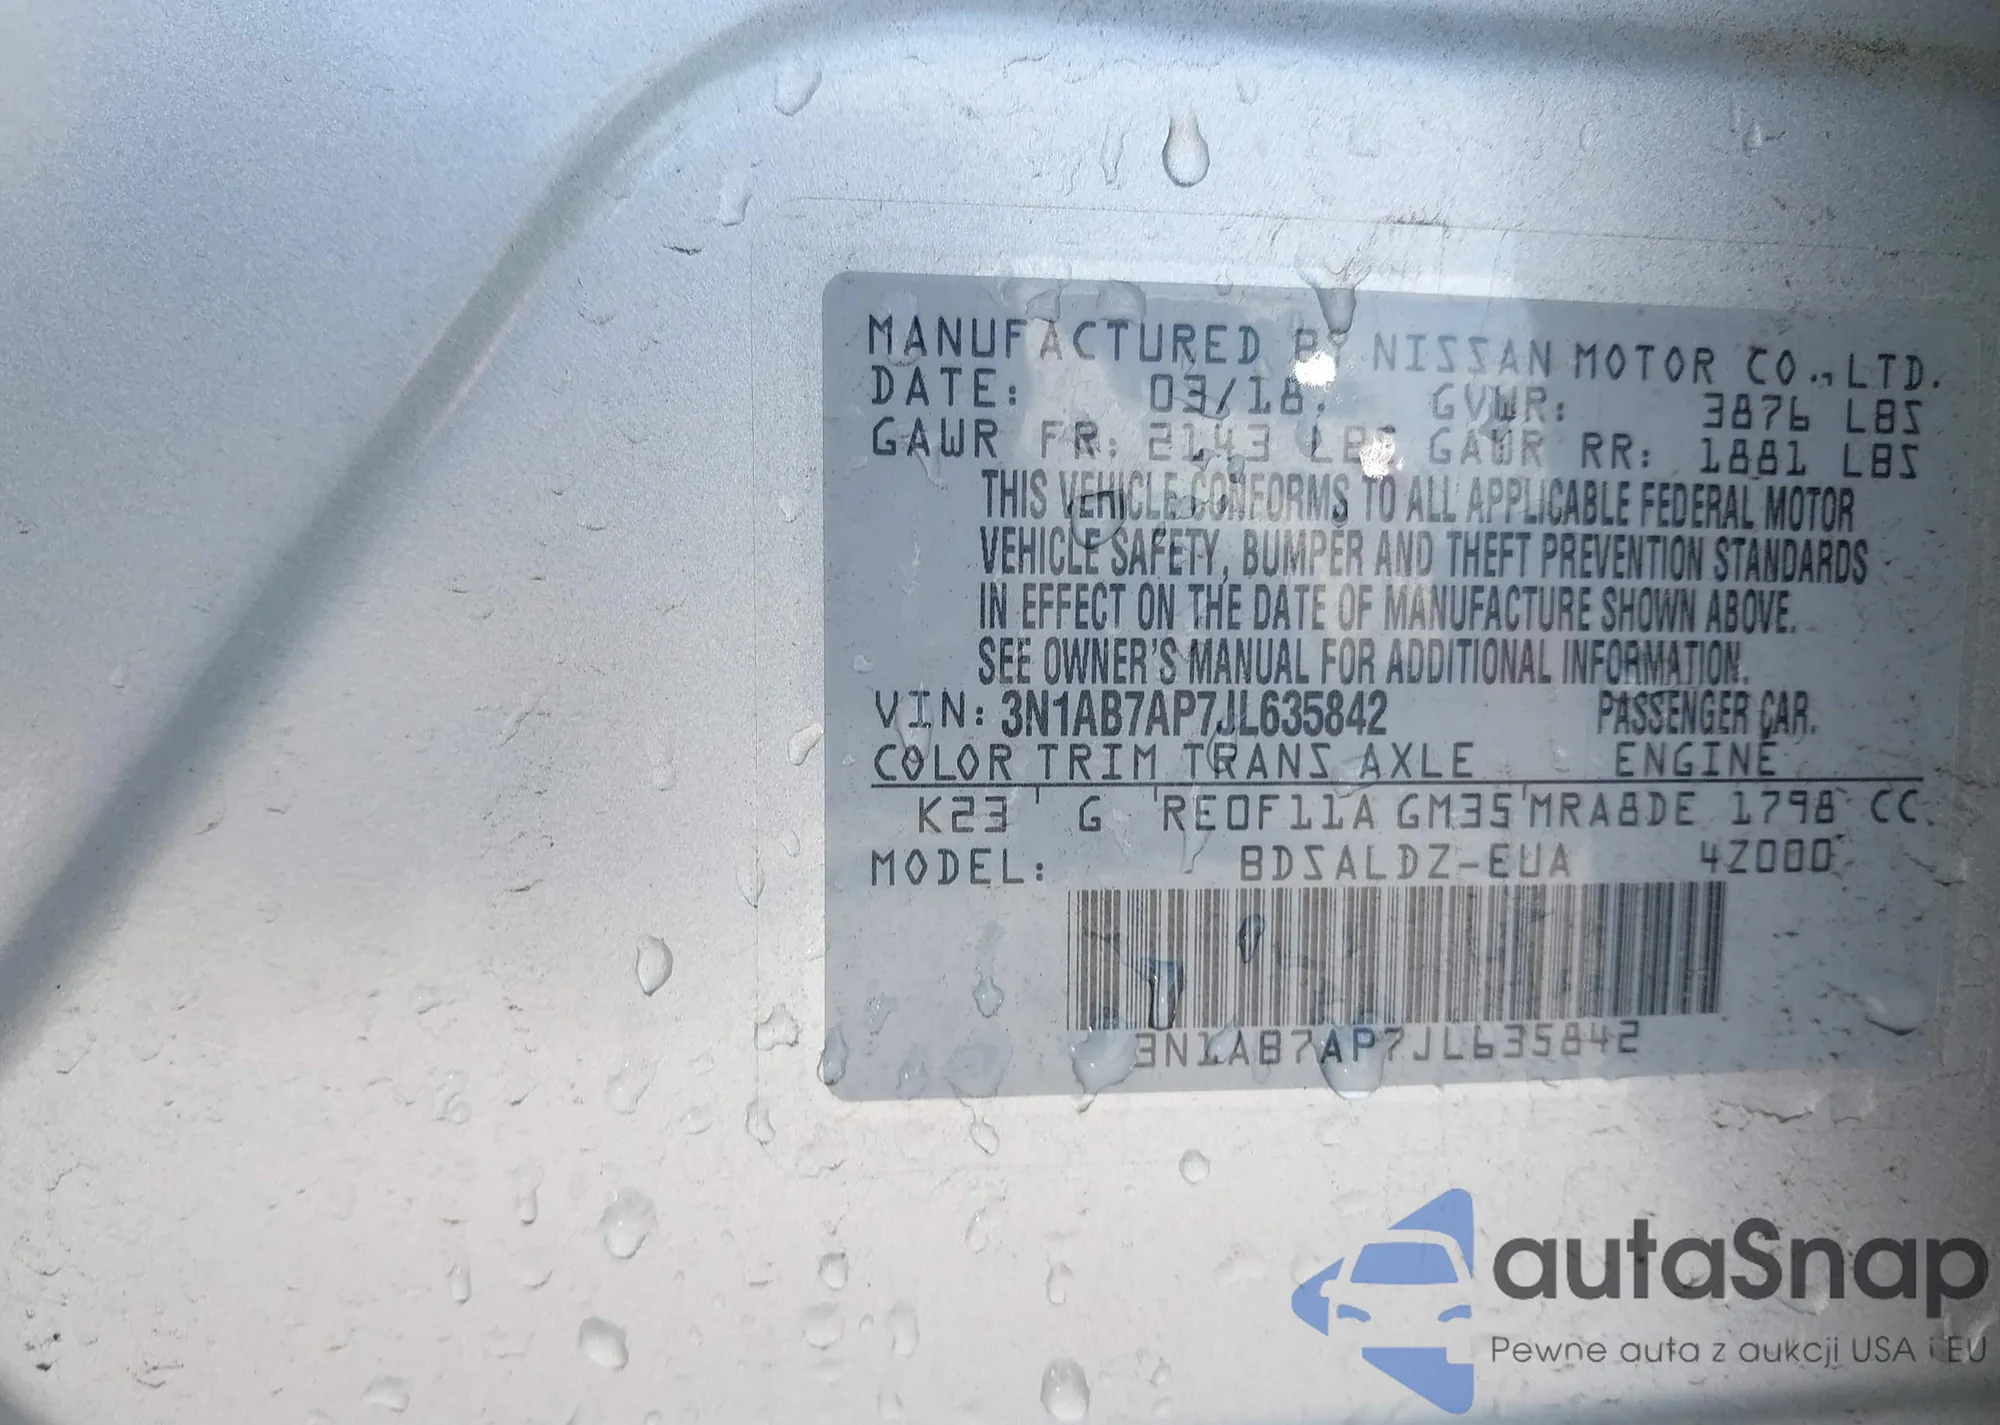 MANUFACTURED BY NISSAN MOTOR CO., LTD.
DATE: 03/18 GVWR: 3876 LBS
GAWR FR: 2143 LBS GAWR RR: 1881 LBS
THIS VEHICLE CONFORMS TO ALL APPLICABLE FEDERAL MOTOR
VEHICLE SAFETY, BUMPER AND THEFT PREVENTION STANDARDS
IN EFFECT ON THE DATE OF MANUFACTURE SHOWN ABOVE.
SEE OWNER'S MANUAL FOR ADDITIONAL INFORMATION.
VIN: 3N1AB7AP7JL635842 PASSENGER CAR.
COLOR TRIM TRANS AXLE ENGINE
K23 G RE0F11A GM35 MRA8DE 1798 CC
MODEL: BDSALDZ-EUA 4Z000
3N1AB7AP7JL635842
autaSnap
Pewne auta z aukcji USA i EU